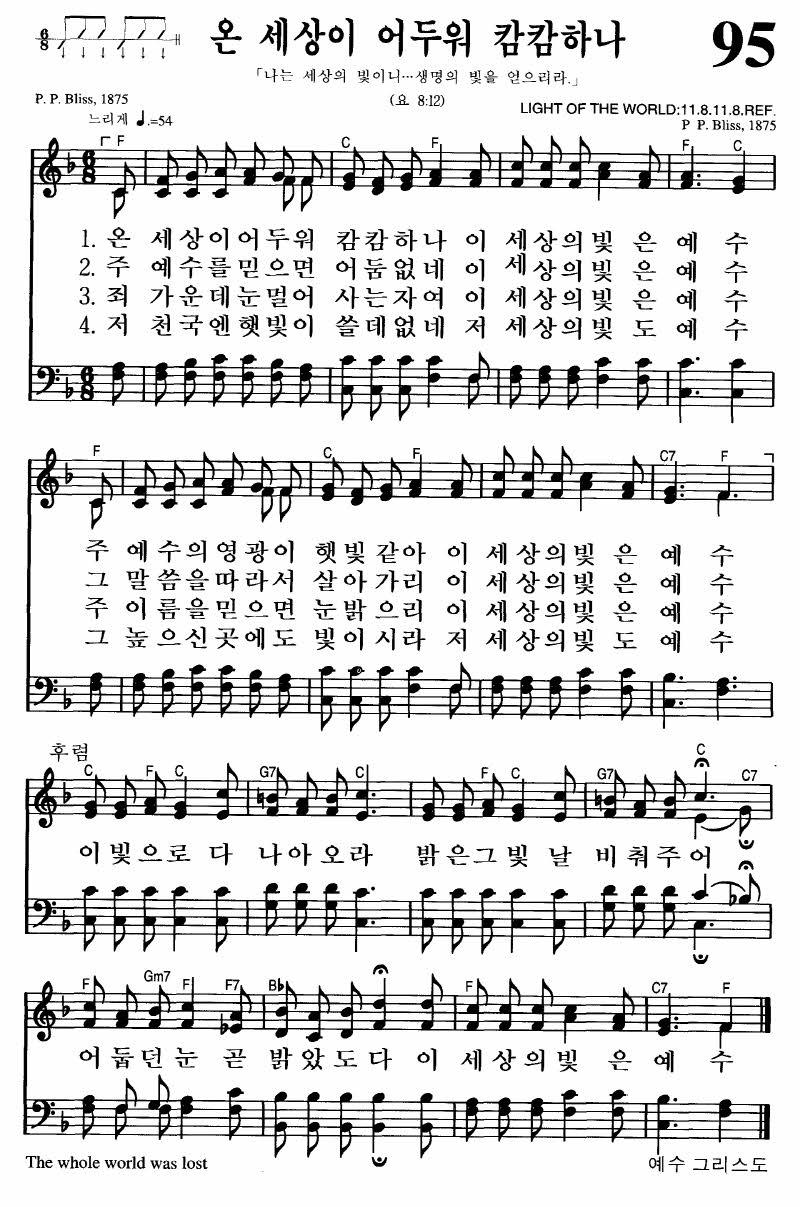 온 세상이 어두워 캄캄하나
95
「나는 세상의 빛이니…생명의 빛을 얻으리라.」
P. P. Bliss, 1875
(요 8:12)
LIGHT OF THE WORLD:11.8.11.8.REF.
느리게 ♩.=54
P P. Bliss, 1875
F C F F C
1. 온 세상이어두워 캄캄하나 이 세상의빛 은 예 수
2. 주 예수를믿으면 어둠없네 이 세상의빛 은 예 수
3. 죄 가운데눈멀어 사는자여 이 세상의빛 은 예 수
4. 저 천국엔햇빛이 쓸데없네 저 세상의빛 도 예 수
F C F C7 F
주 예수의영광이 햇빛같아 이 세상의빛 은 예 수
그 말씀을따라서 살아가리 이 세상의빛 은 예 수
주 이름을믿으면 눈밝으리 이 세상의빛 은 예 수
그 높으신곳에도 빛이시라 저 세상의빛 도 예 수
후렴
C F C G7 C F C G7 C C7
이빛으로 다 나아오라 밝은그빛 날 비춰주어
F Gm7 F F7 B♭ F C7 F
어둡던눈 곧 밝았도다 이 세상의빛 은 예 수
The whole world was lost
예수 그리스도